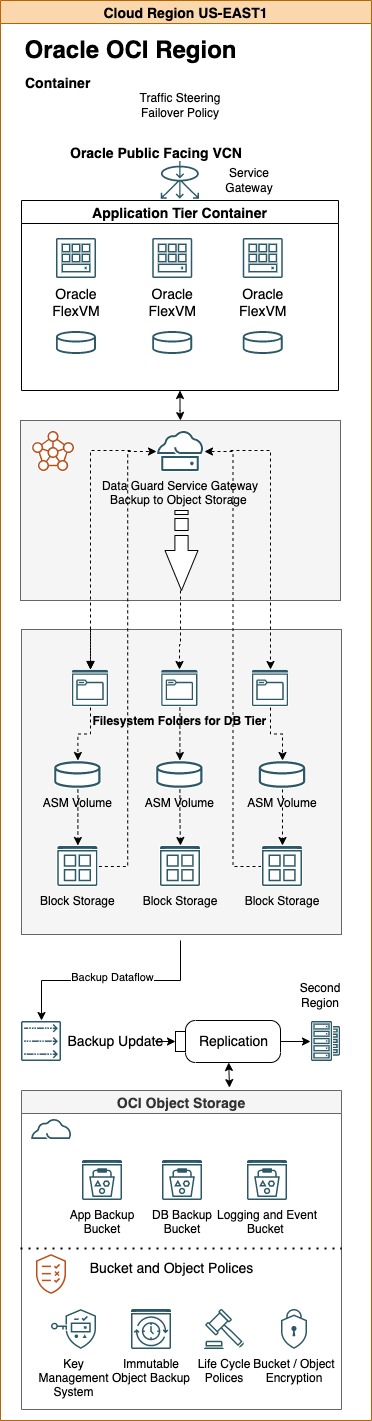 Cloud Region US-EAST1
Oracle OCI Region
Container
Traffic Steering
Failover Policy
Oracle Public Facing VCN
Service
Gateway
Application Tier Container
Oracle
FlexVM
Oracle
FlexVM
Oracle
FlexVM
Data Guard Service Gateway
Backup to Object Storage
Filesystem Folders for DB Tier
ASM Volume
ASM Volume
ASM Volume
Block Storage
Block Storage
Block Storage
Backup Dataflow
Second
Region
Backup Update
Replication
OCI Object Storage
App Backup
Bucket
DB Backup
Bucket
Logging and Event
Bucket
Bucket and Object Polices
Key
Management
System
Immutable
Object Backup
Life Cycle
Polices
Bucket / Object
Encryption